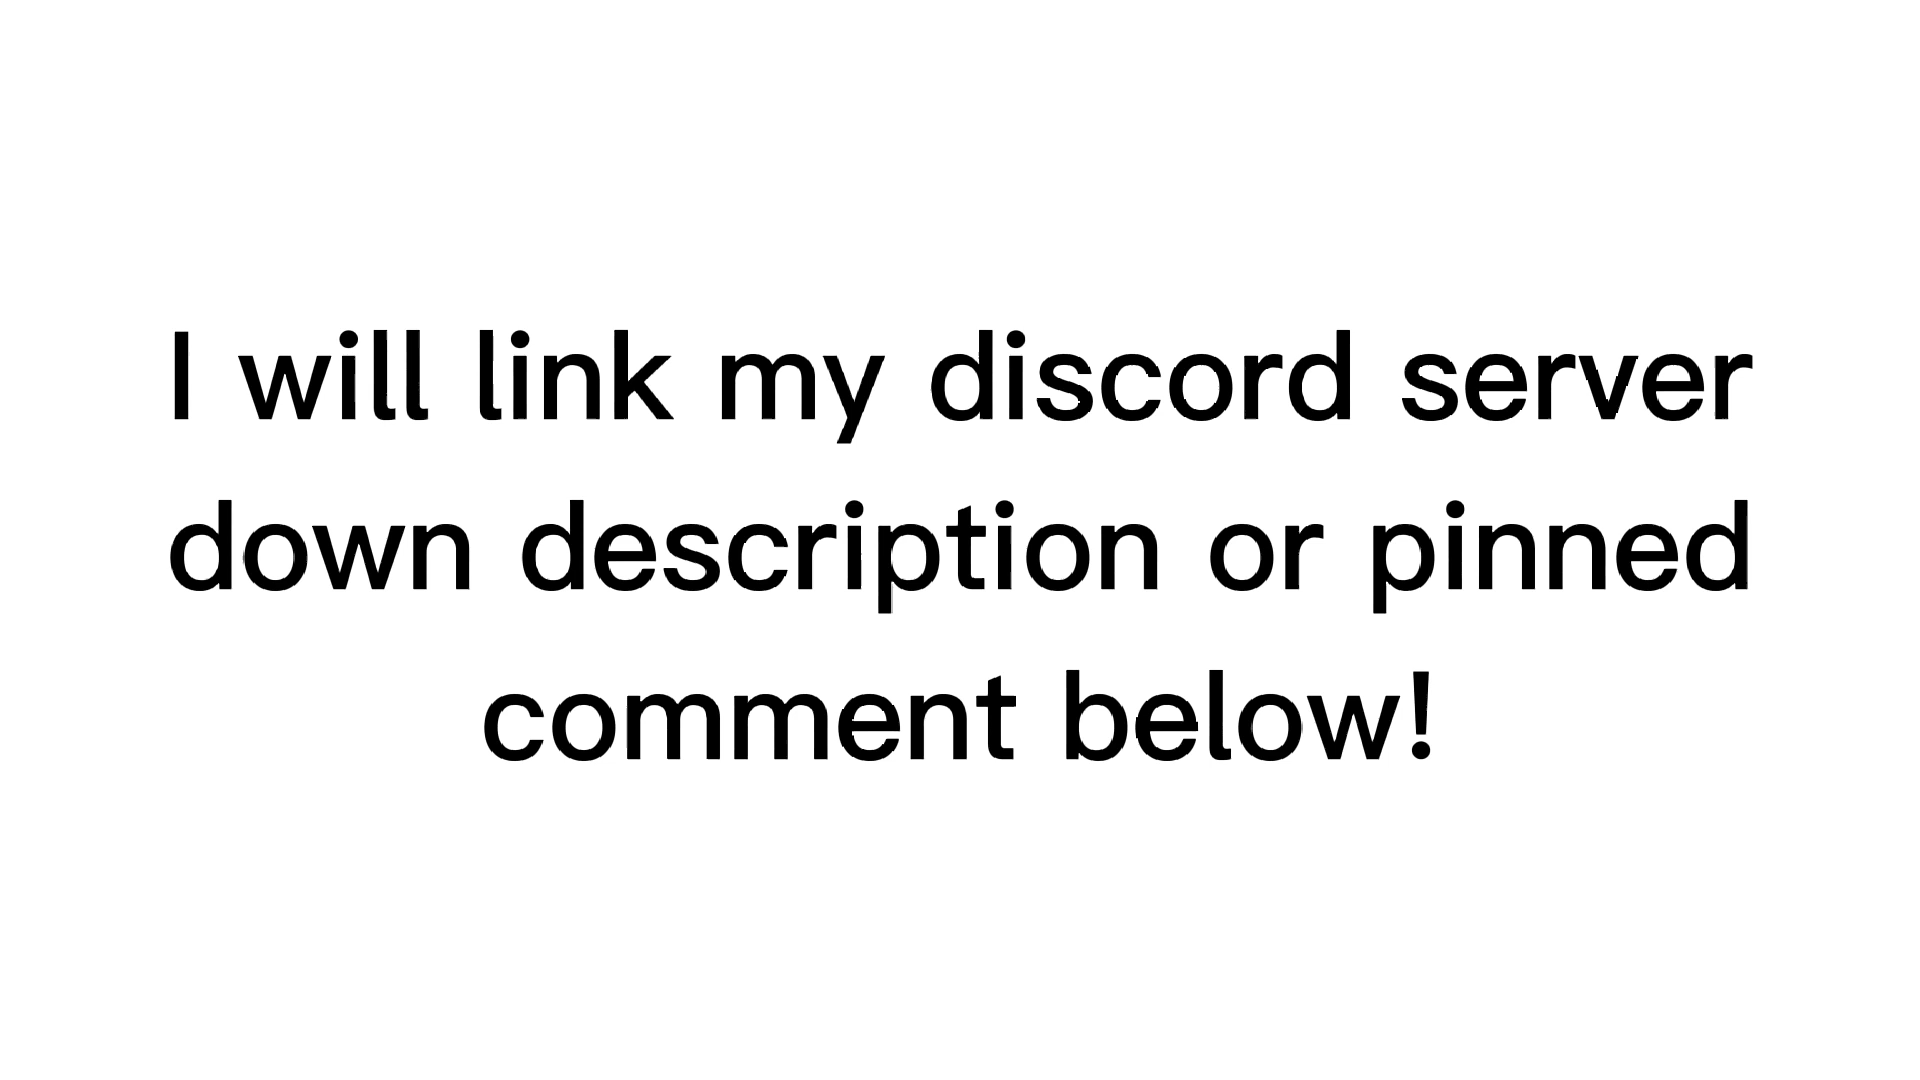 I will link my discord server
down description or pinned
comment below!